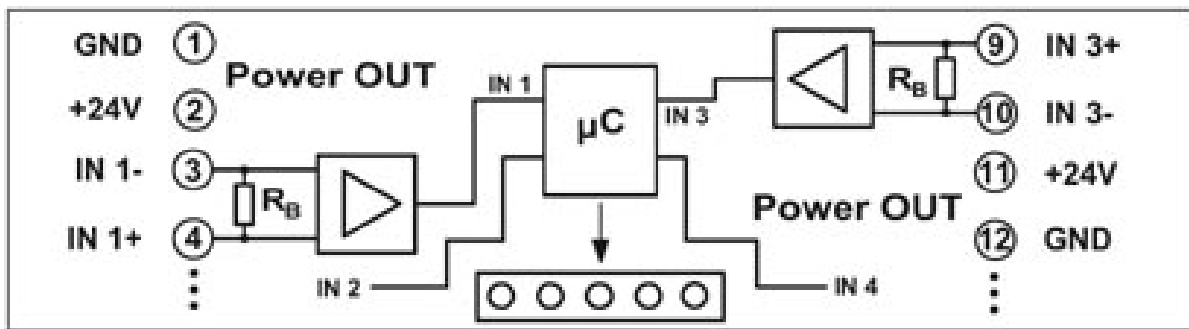 GND 1
Power OUT
+24V 2
IN 1- 3
R_B
IN 1+ 4
IN 1
IN 2
µC
IN 3
IN 4
9 IN 3+
R_B
10 IN 3-
11 +24V
Power OUT
12 GND